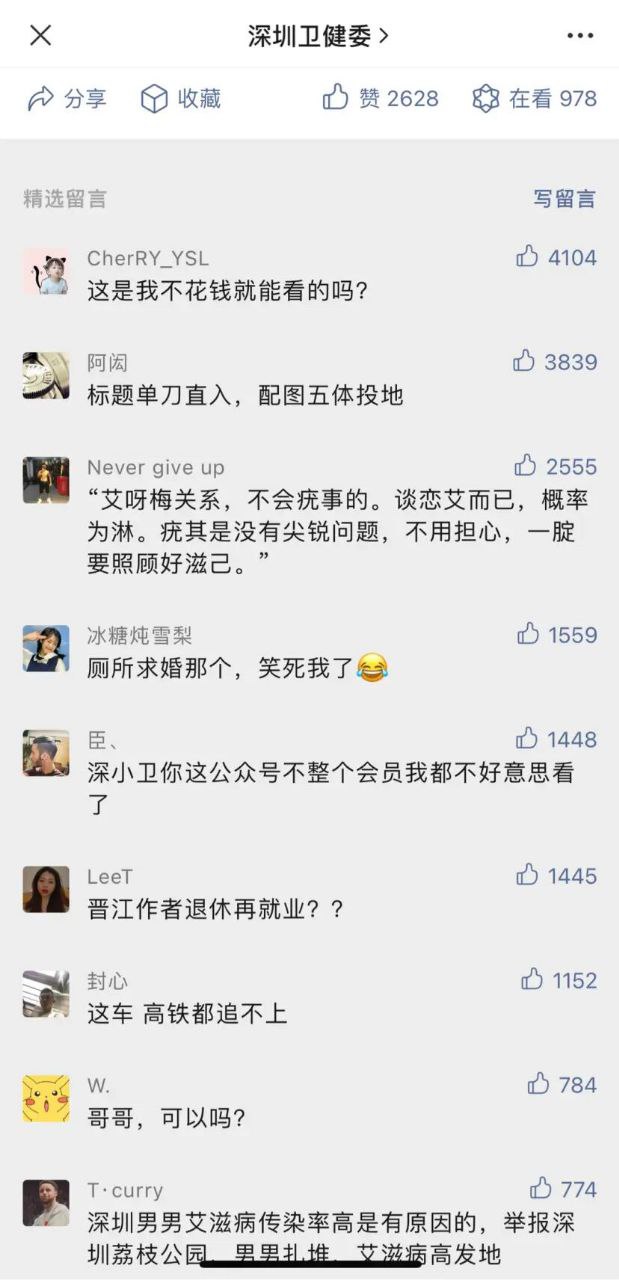 深圳卫健委
分享 收藏 赞 2628 在看 978
精选留言 写留言
CherRY_YSL 4104
这是我不花钱就能看的吗?
阿闳 3839
标题单刀直入，配图五体投地
Never give up 2555
“艾呀梅关系，不会疣事的。谈恋艾而已，概率
为淋。疣其是没有尖锐问题，不用担心，一腚
要照顾好滋己。”
冰糖炖雪梨 1559
厕所求婚那个，笑死我了😂
臣、 1448
深小卫你这公众号不整个会员我都不好意思看
了
LeeT 1445
晋江作者退休再就业？？
封心 1152
这车 高铁都追不上
W. 784
哥哥，可以吗?
T·curry 774
深圳男男艾滋病传染率高是有原因的，举报深
圳荔枝公园，男男扎堆，艾滋病高发地